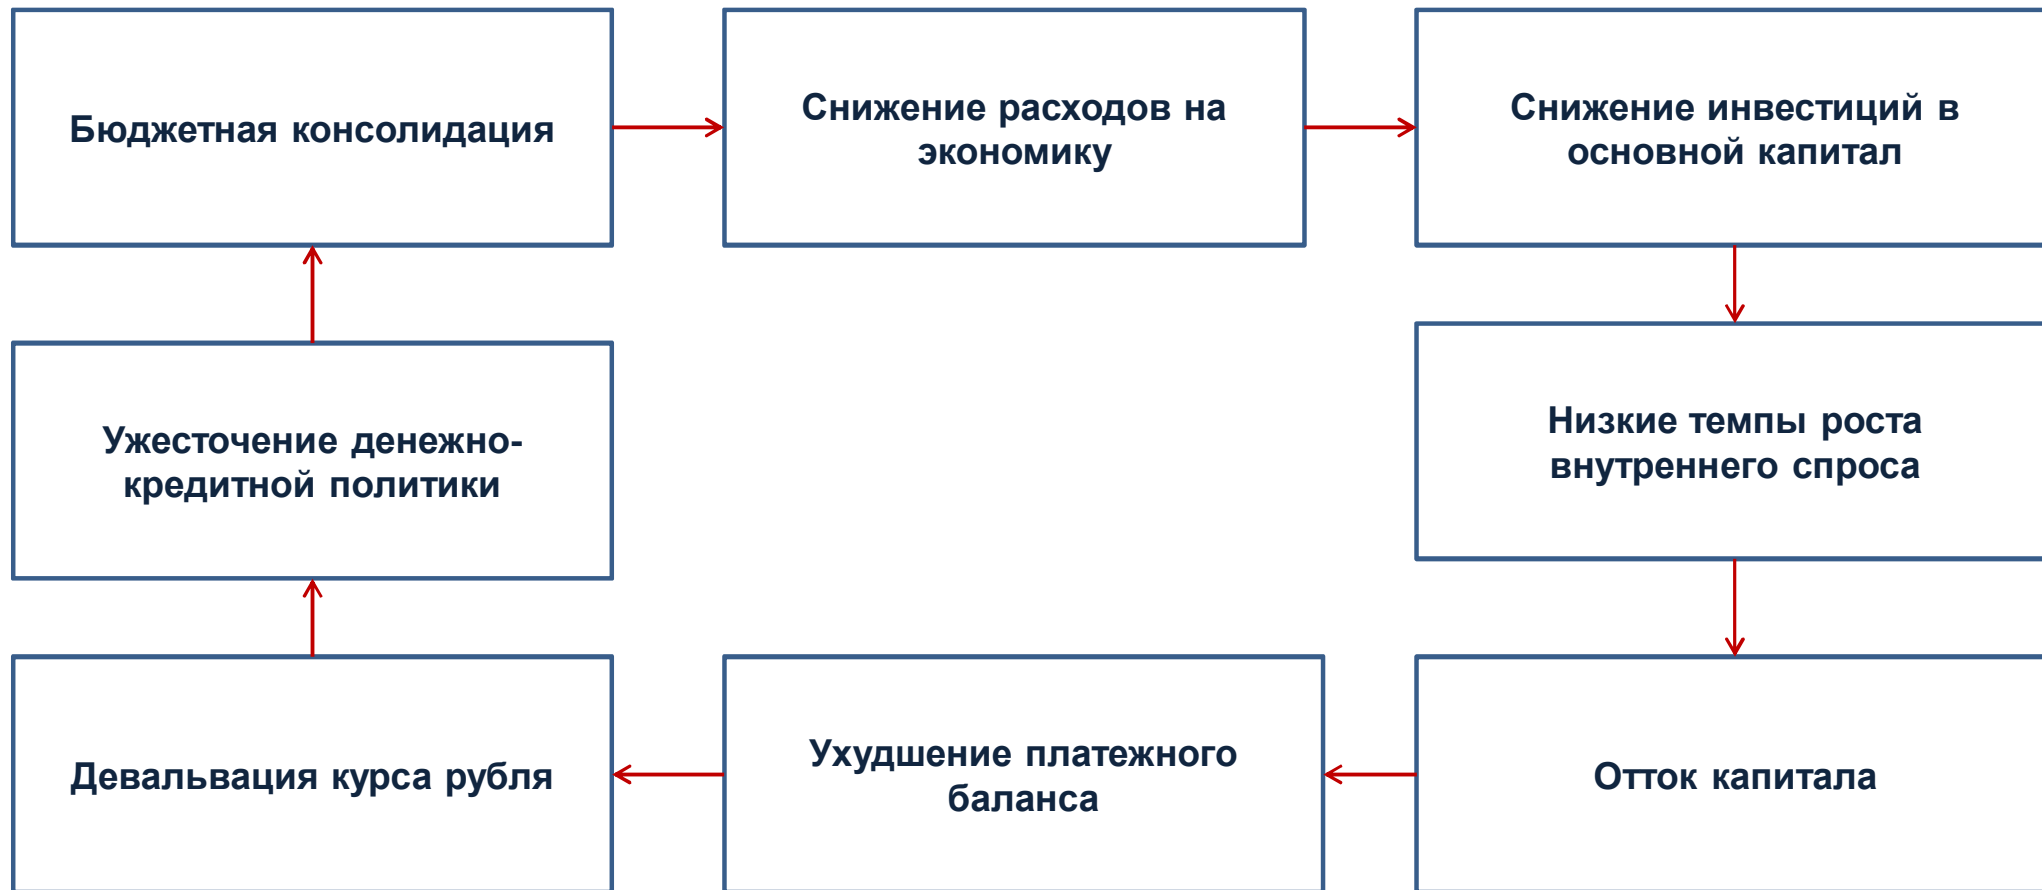 Бюджетная консолидация
Снижение расходов на
экономику
Снижение инвестиций в
основной капитал
Ужесточение денежно-
кредитной политики
Низкие темпы роста
внутреннего спроса
Девальвация курса рубля
Ухудшение платежного
баланса
Отток капитала